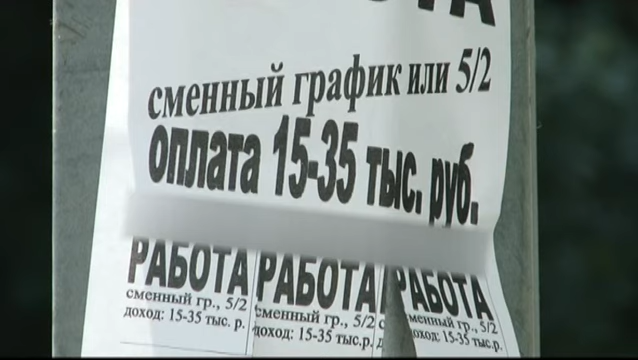 РАБОТА
сменный график или 5/2
оплата 15-35 тыс. руб.
РАБОТА
сменный гр., 5/2
доход: 15-35 тыс. р.
РАБОТА
сменный гр., 5/2
доход: 15-35 тыс. р.
РАБОТА
сменный гр., 5/2
доход: 15-35 тыс. р.